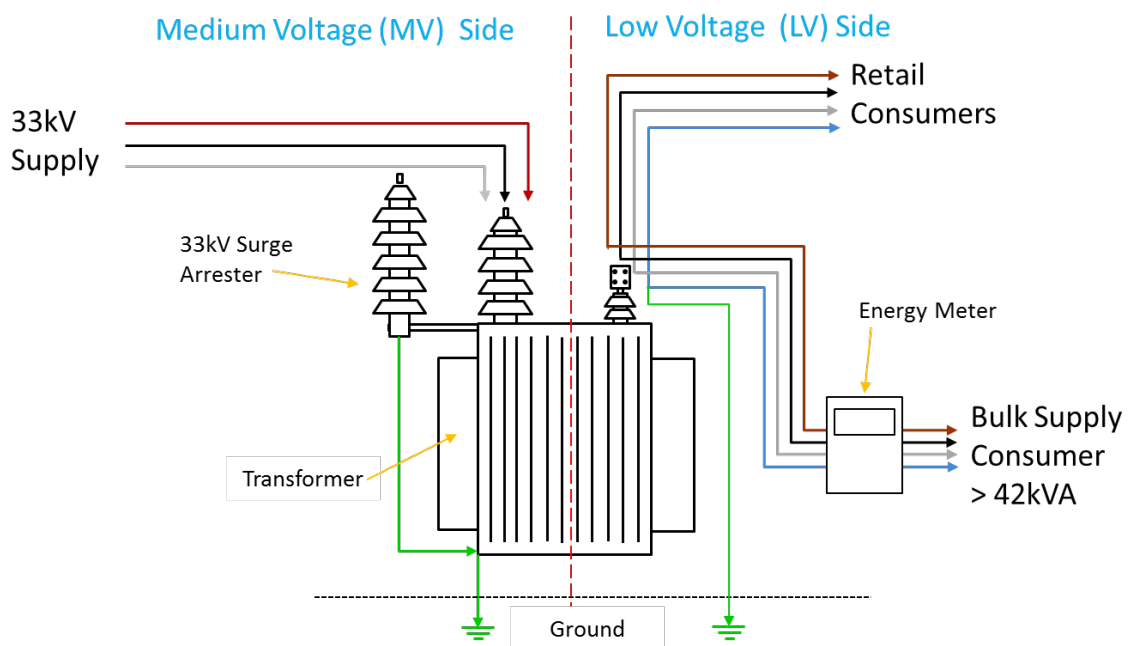 Medium Voltage (MV)  Side
Low Voltage  (LV) Side
33kV
Supply
Retail
Consumers
33kV Surge
Arrester
Energy Meter
Transformer
Bulk Supply
Consumer
> 42kVA
Ground